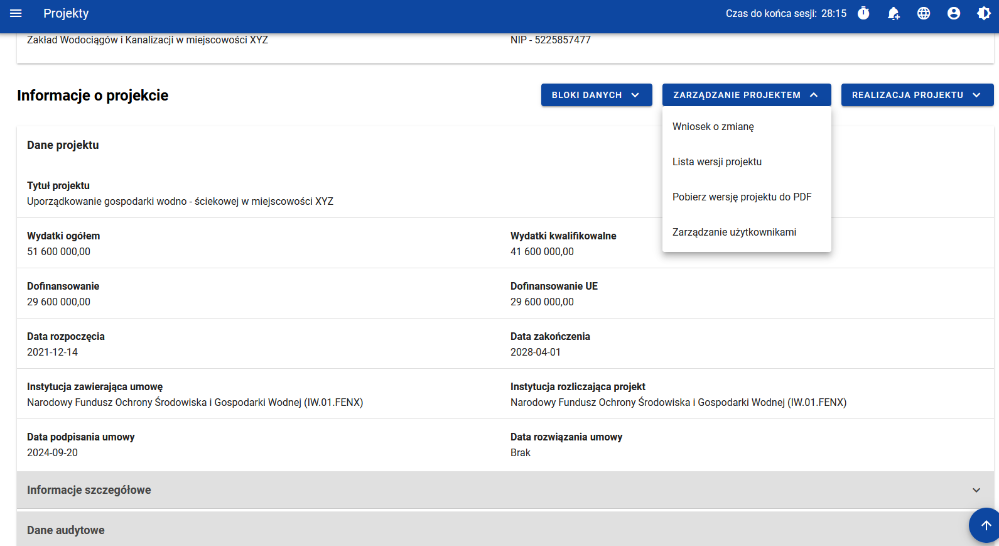 Projekty
Czas do końca sesji: 28:15
Zakład Wodociągów i Kanalizacji w miejscowości XYZ
NIP - 5225857477
Informacje o projekcie
BLOKI DANYCH
ZARZĄDZANIE PROJEKTEM
REALIZACJA PROJEKTU
Wniosek o zmianę
Lista wersji projektu
Pobierz wersję projektu do PDF
Zarządzanie użytkownikami
Dane projektu
Tytuł projektu
Uporządkowanie gospodarki wodno - ściekowej w miejscowości XYZ
Wydatki ogółem
51 600 000,00
Wydatki kwalifikowalne
41 600 000,00
Dofinansowanie
29 600 000,00
Dofinansowanie UE
29 600 000,00
Data rozpoczęcia
2021-12-14
Data zakończenia
2028-04-01
Instytucja zawierająca umowę
Narodowy Fundusz Ochrony Środowiska i Gospodarki Wodnej (IW.01.FENX)
Instytucja rozliczająca projekt
Narodowy Fundusz Ochrony Środowiska i Gospodarki Wodnej (IW.01.FENX)
Data podpisania umowy
2024-09-20
Data rozwiązania umowy
Brak
Informacje szczegółowe
Dane audytowe